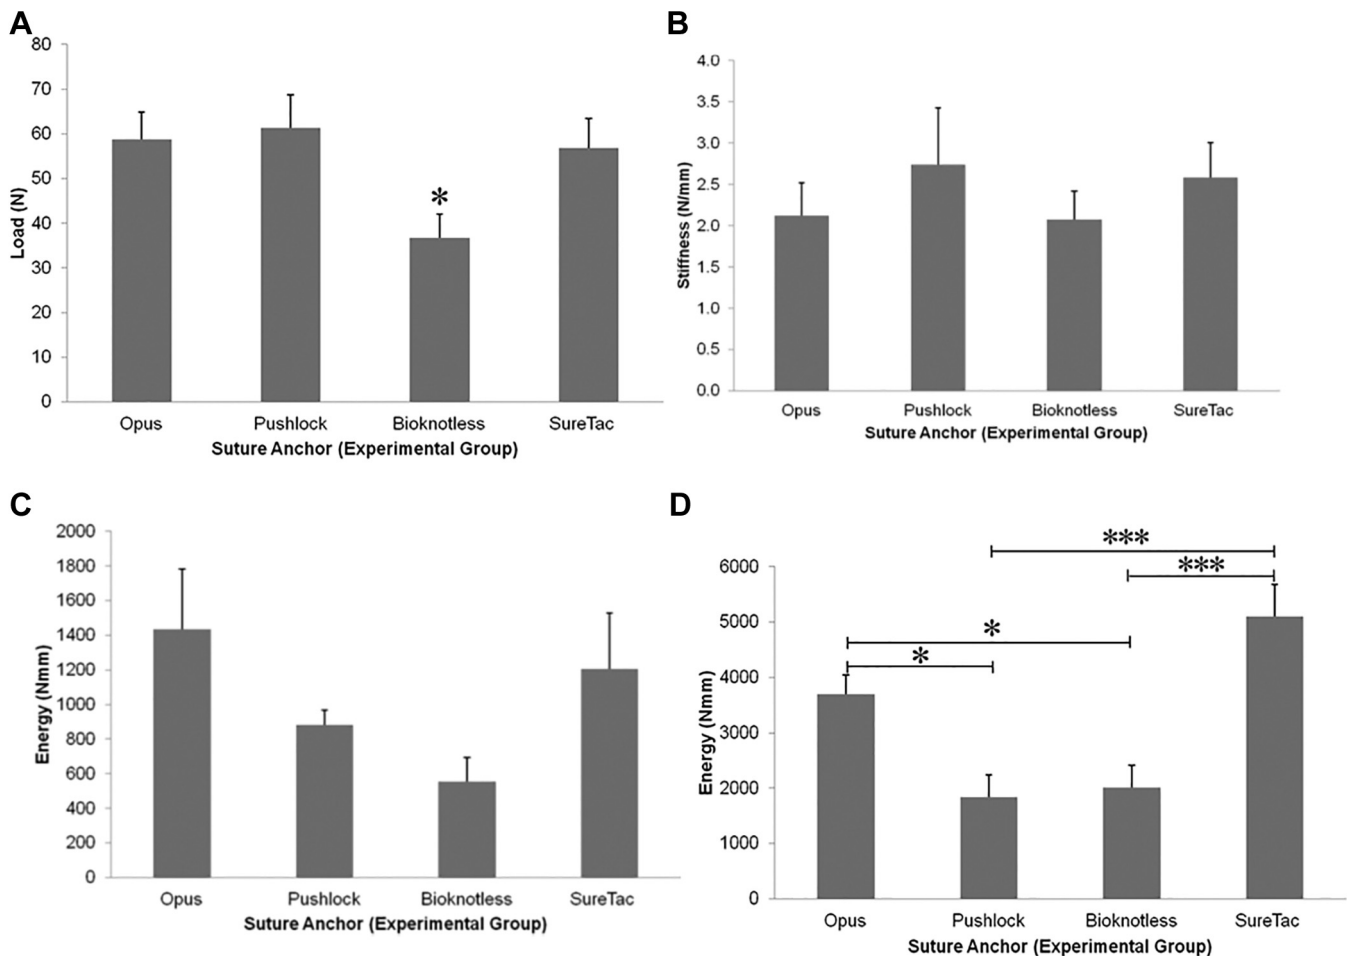 A
80
70
60
50
40
30
20
10
0
Load (N)
*
Opus Pushlock Bioknotless SureTac
Suture Anchor (Experimental Group)
B
4.0
3.5
3.0
2.5
2.0
1.5
1.0
0.5
0.0
Stiffness (N/mm)
Opus Pushlock Bioknotless SureTac
Suture Anchor (Experimental Group)
C
2000
1800
1600
1400
1200
1000
800
600
400
200
0
Energy (Nmm)
Opus Pushlock Bioknotless SureTac
Suture Anchor (Experimental Group)
D
***
***
*
*
6000
5000
4000
3000
2000
1000
0
Energy (Nmm)
Opus Pushlock Bioknotless SureTac
Suture Anchor (Experimental Group)